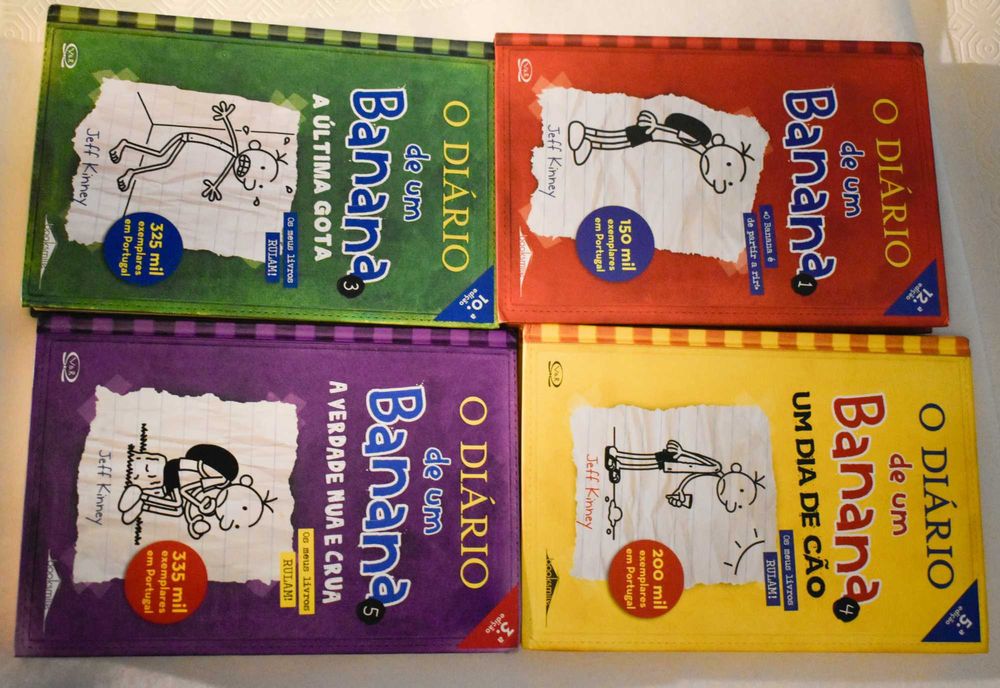 O DIÁRIO
de um
Banana
3
A ÚLTIMA GOTA
Jeff Kinney
Os meus livros
RULAM!
325 mil
exemplares
em Portugal
10.ª
edição
V&R
O DIÁRIO
de um
Banana
1
«O Banana é
de partir a rir»
Jeff Kinney
150 mil
exemplares
em Portugal
12.ª
edição
V&R
O DIÁRIO
de um
Banana
5
A VERDADE NUA E CRUA
Jeff Kinney
Os meus livros
RULAM!
335 mil
exemplares
em Portugal
3.ª
edição
V&R
O DIÁRIO
de um
Banana
4
UM DIA DE CÃO
Jeff Kinney
Os meus livros
RULAM!
200 mil
exemplares
em Portugal
5.ª
edição
V&R